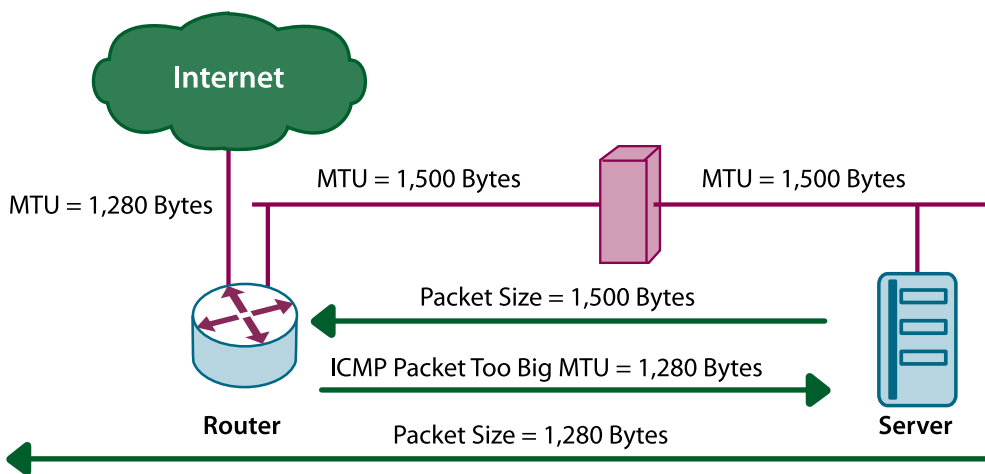 Internet
MTU = 1,500 Bytes
MTU = 1,500 Bytes
MTU = 1,280 Bytes
Packet Size = 1,500 Bytes
ICMP Packet Too Big MTU = 1,280 Bytes
Router
Server
Packet Size = 1,280 Bytes